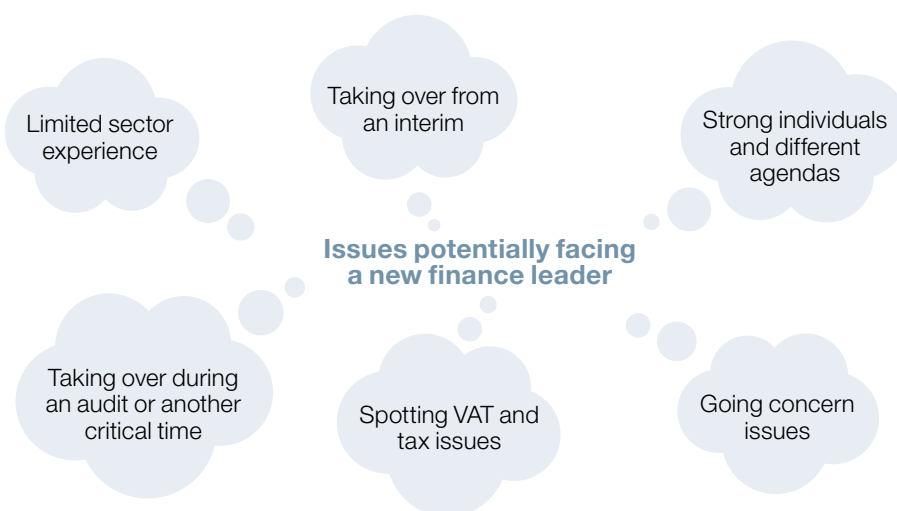 Limited sector
experience
Taking over from
an interim
Strong individuals
and different
agendas
Issues potentially facing
a new finance leader
Taking over during
an audit or another
critical time
Spotting VAT and
tax issues
Going concern
issues